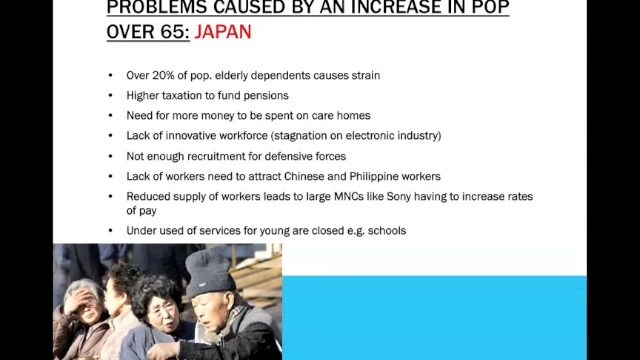 PROBLEMS CAUSED BY AN INCREASE IN POP
OVER 65: JAPAN
• Over 20% of pop. elderly dependents causes strain
• Higher taxation to fund pensions
• Need for more money to be spent on care homes
• Lack of innovative workforce (stagnation on electronic industry)
• Not enough recruitment for defensive forces
• Lack of workers need to attract Chinese and Philippine workers
• Reduced supply of workers leads to large MNCs like Sony having to increase rates
of pay
• Under used of services for young are closed e.g. schools